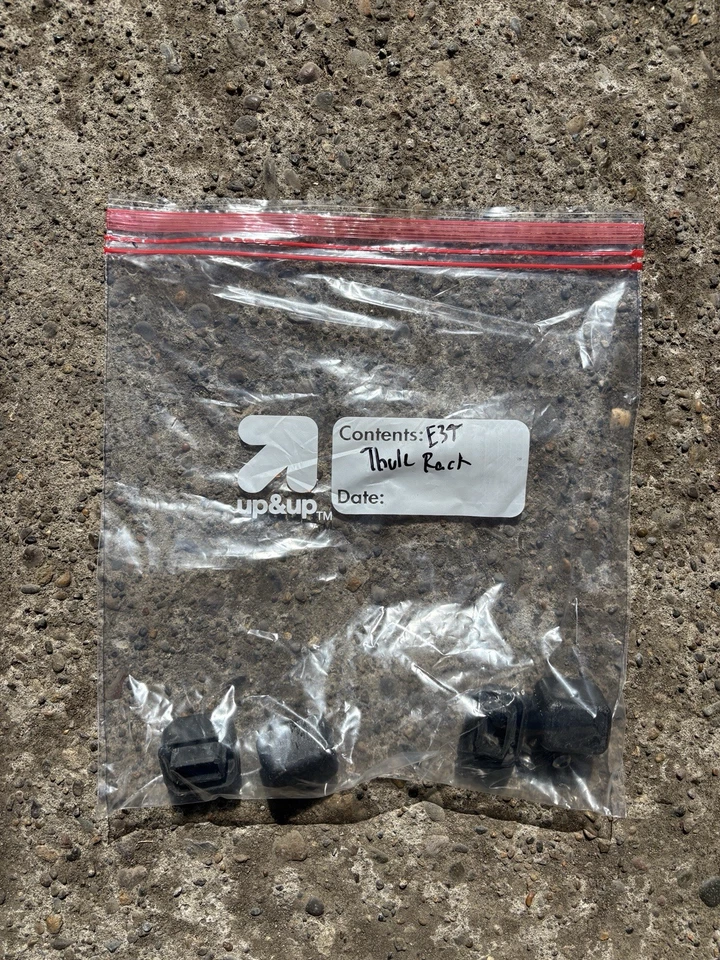 Contents: E3T
Thule Rack
Date:
up&up™